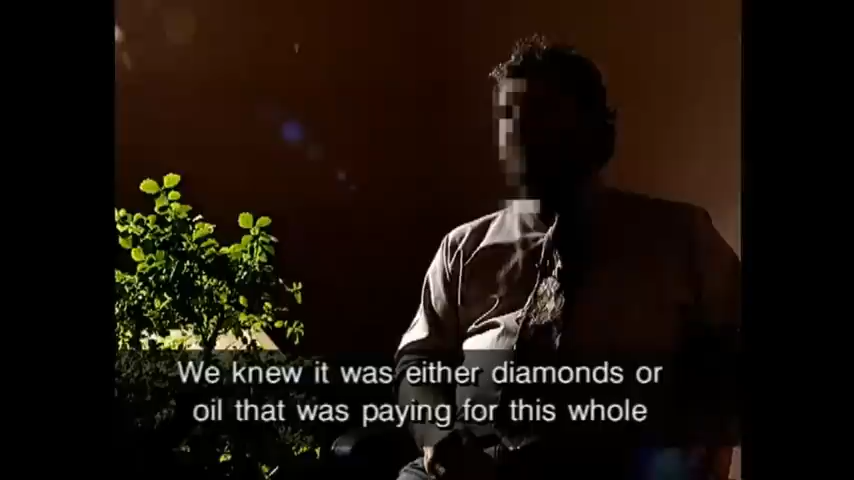 We knew it was either diamonds or
oil that was paying for this whole